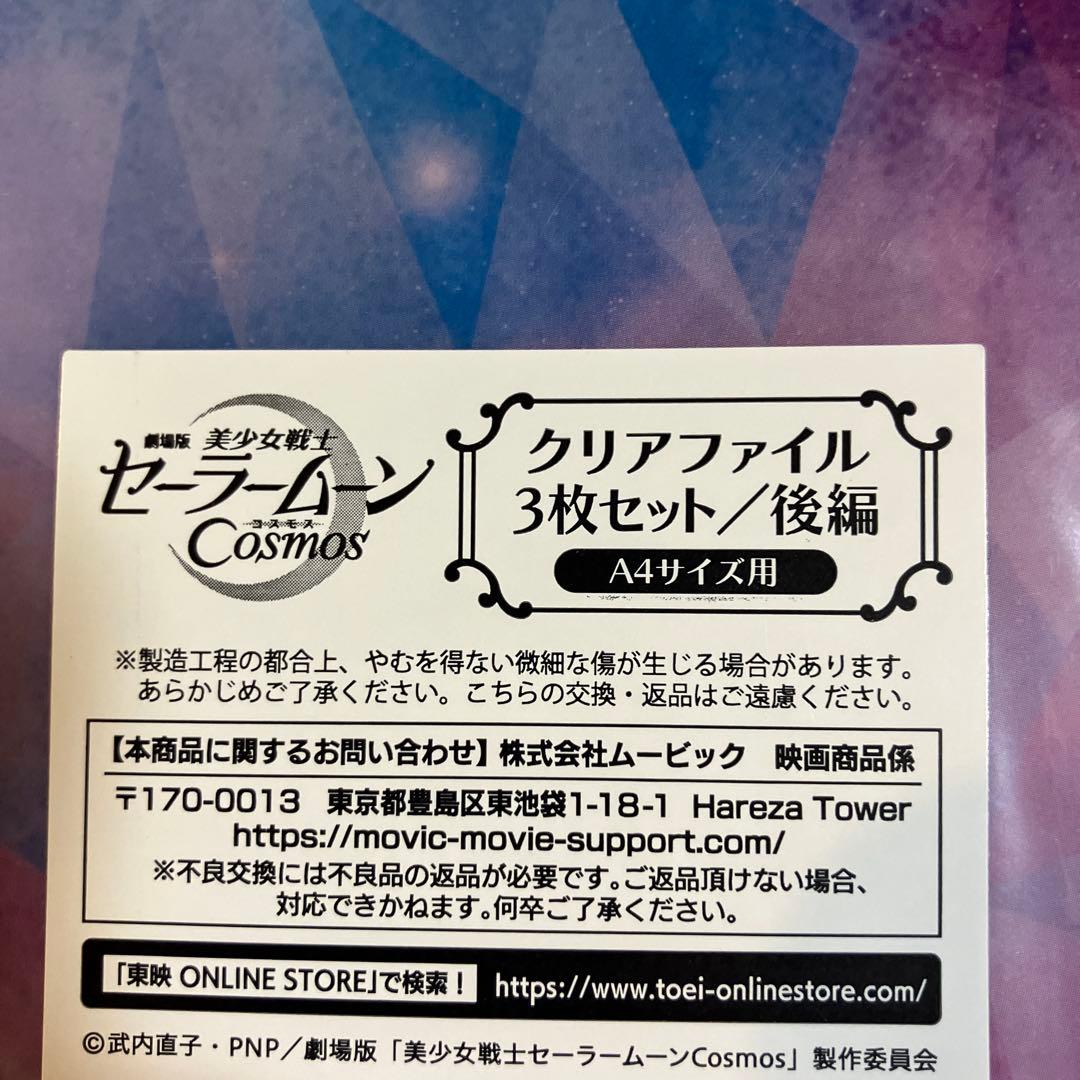 劇場版 美少女戦士
セーラームーン
コスモス
Cosmos
クリアファイル
3枚セット／後編
A4サイズ用
※製造工程の都合上、やむを得ない微細な傷が生じる場合があります。
あらかじめご了承ください。こちらの交換・返品はご遠慮ください。
【本商品に関するお問い合わせ】株式会社ムービック　映画商品係
〒170-0013　東京都豊島区東池袋1-18-1 Hareza Tower
https://movic-movie-support.com/
※不良交換には不良品の返品が必要です。ご返品頂けない場合、
対応できかねます。何卒ご了承ください。
「東映 ONLINE STORE」で検索！ https://www.toei-onlinestore.com/
©武内直子・PNP／劇場版「美少女戦士セーラームーンCosmos」製作委員会